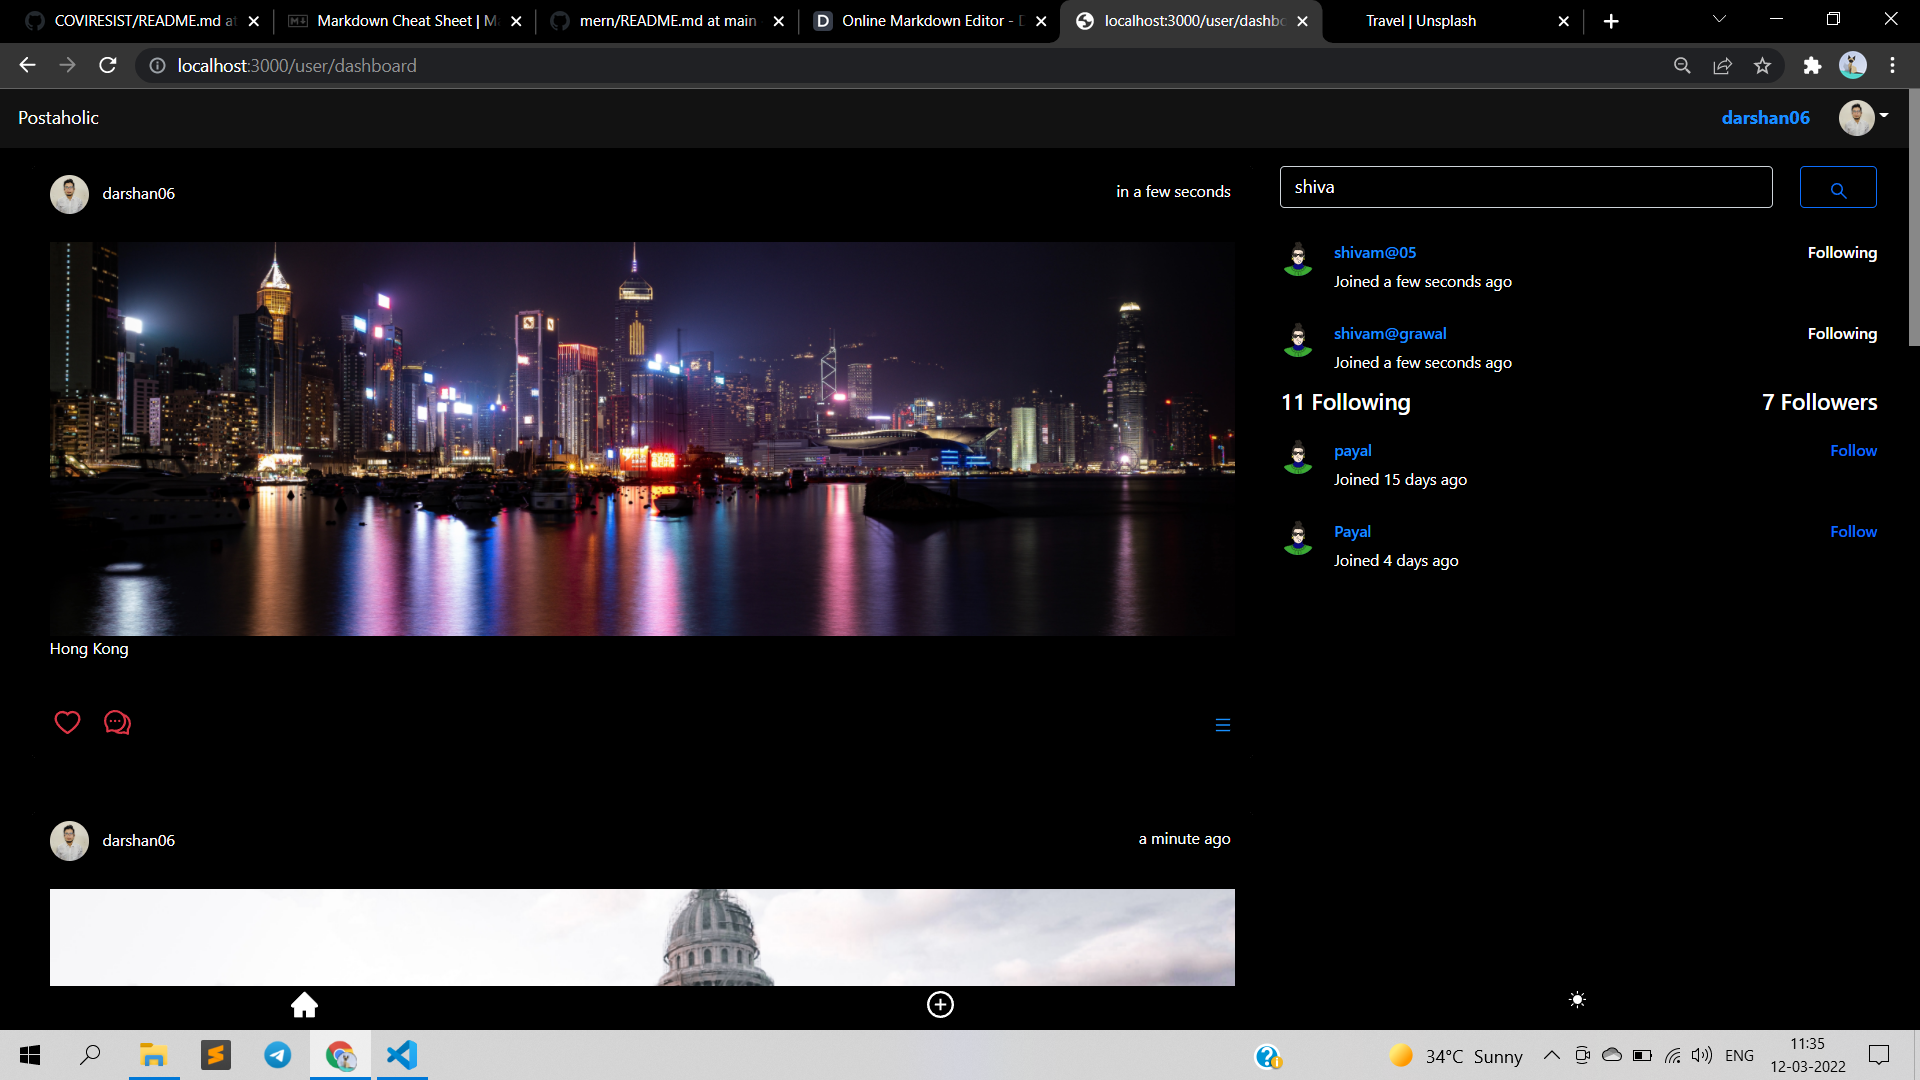 COVIRESIST/README.md at
Markdown Cheat Sheet | Ma
mern/README.md at main
Online Markdown Editor - D
localhost:3000/user/dashbo
Travel | Unsplash
localhost:3000/user/dashboard
Postaholic
darshan06
darshan06
in a few seconds
Hong Kong
darshan06
a minute ago
shiva
shivam@05
Following
Joined a few seconds ago
shivam@grawal
Following
Joined a few seconds ago
11 Following
7 Followers
payal
Follow
Joined 15 days ago
Payal
Follow
Joined 4 days ago
34°C Sunny
ENG
11:35
12-03-2022